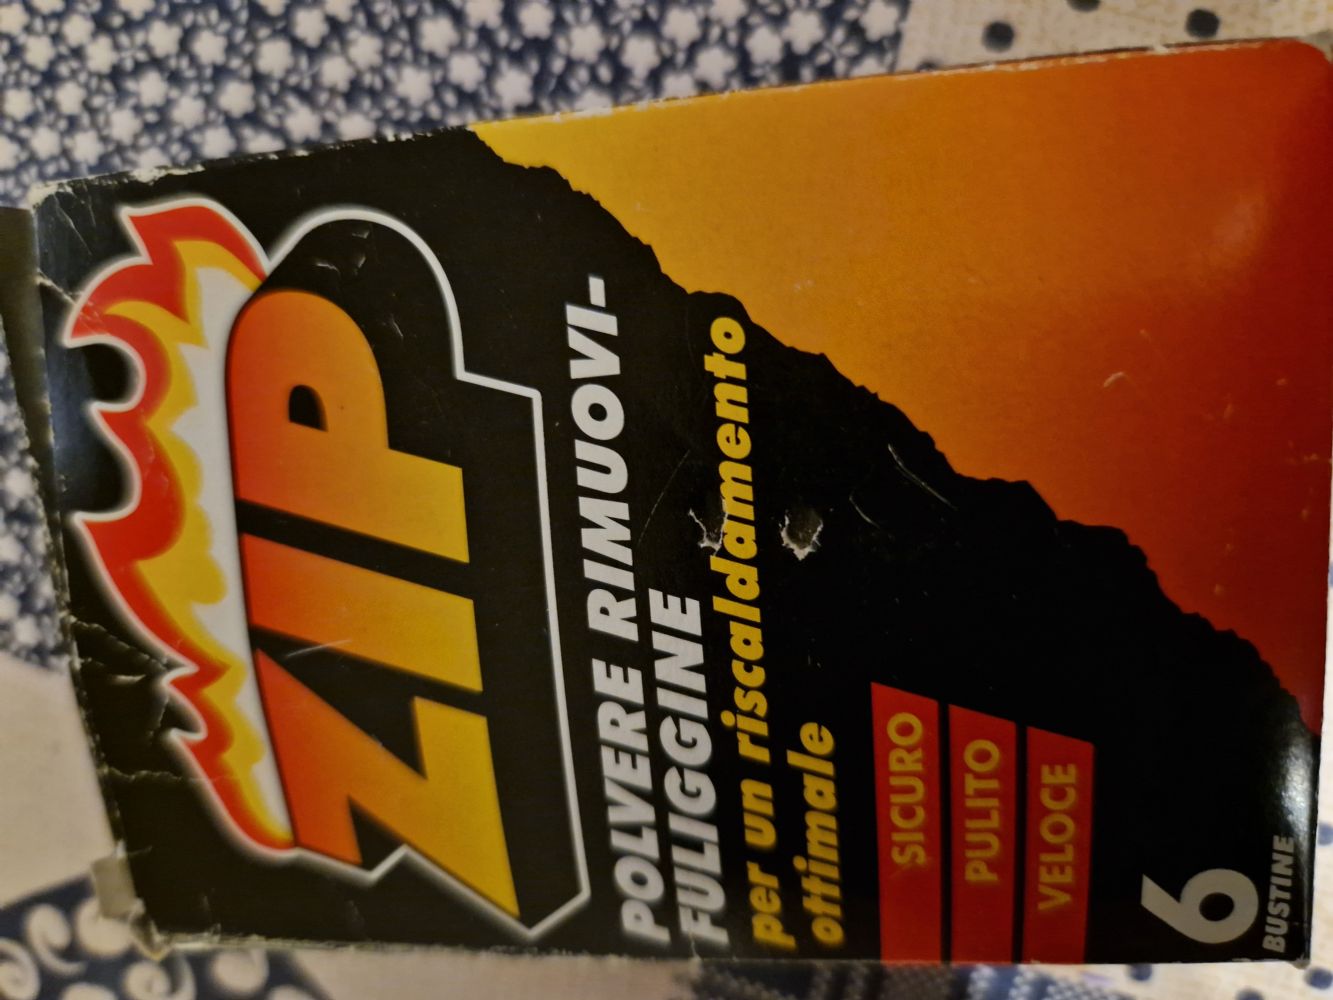 ZIP
POLVERE RIMUOVI-
FULIGGINE
per un riscaldamento
ottimale
SICURO
PULITO
VELOCE
6
BUSTINE